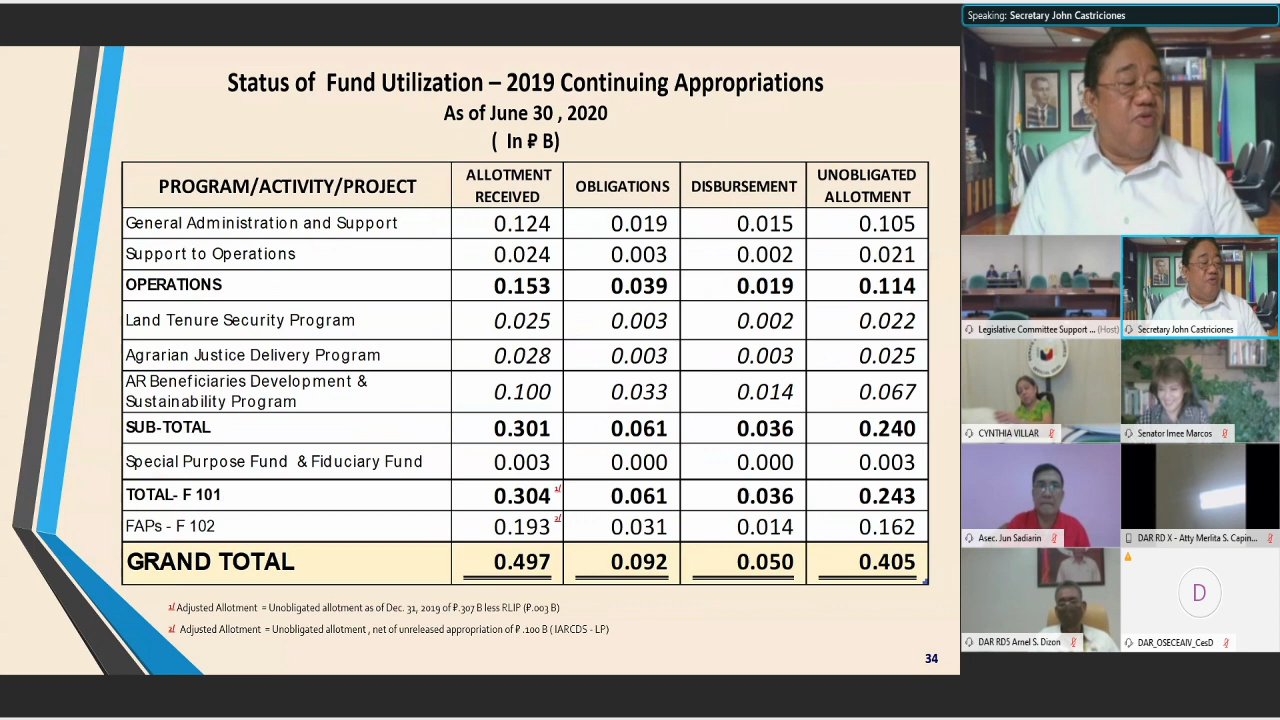 Speaking: Secretary John Castriciones
Status of Fund Utilization – 2019 Continuing Appropriations
As of June 30 , 2020
( In ₽ B)
PROGRAM/ACTIVITY/PROJECT ALLOTMENT RECEIVED OBLIGATIONS DISBURSEMENT UNOBLIGATED ALLOTMENT
General Administration and Support 0.124 0.019 0.015 0.105
Support to Operations 0.024 0.003 0.002 0.021
OPERATIONS 0.153 0.039 0.019 0.114
Land Tenure Security Program 0.025 0.003 0.002 0.022
Agrarian Justice Delivery Program 0.028 0.003 0.003 0.025
AR Beneficiaries Development &
Sustainability Program 0.100 0.033 0.014 0.067
SUB-TOTAL 0.301 0.061 0.036 0.240
Special Purpose Fund & Fiduciary Fund 0.003 0.000 0.000 0.003
TOTAL- F 101 0.304 1/ 0.061 0.036 0.243
FAPs - F 102 0.193 2/ 0.031 0.014 0.162
GRAND TOTAL 0.497 0.092 0.050 0.405
1/ Adjusted Allotment = Unobligated allotment as of Dec. 31, 2019 of ₽.307 B less RLIP (₽.003 B)
2/ Adjusted Allotment = Unobligated allotment , net of unreleased appropriation of ₽ .100 B ( IARCDS - LP)
34
Legislative Committee Support ... (Host)
Secretary John Castriciones
CYNTHIA VILLAR
Senator Imee Marcos
Asec. Jun Sadiarin
DAR RD X - Atty Merlita S. Capin...
DAR RD5 Arnel S. Dizon
D
DAR_OSECEAIV_CesD